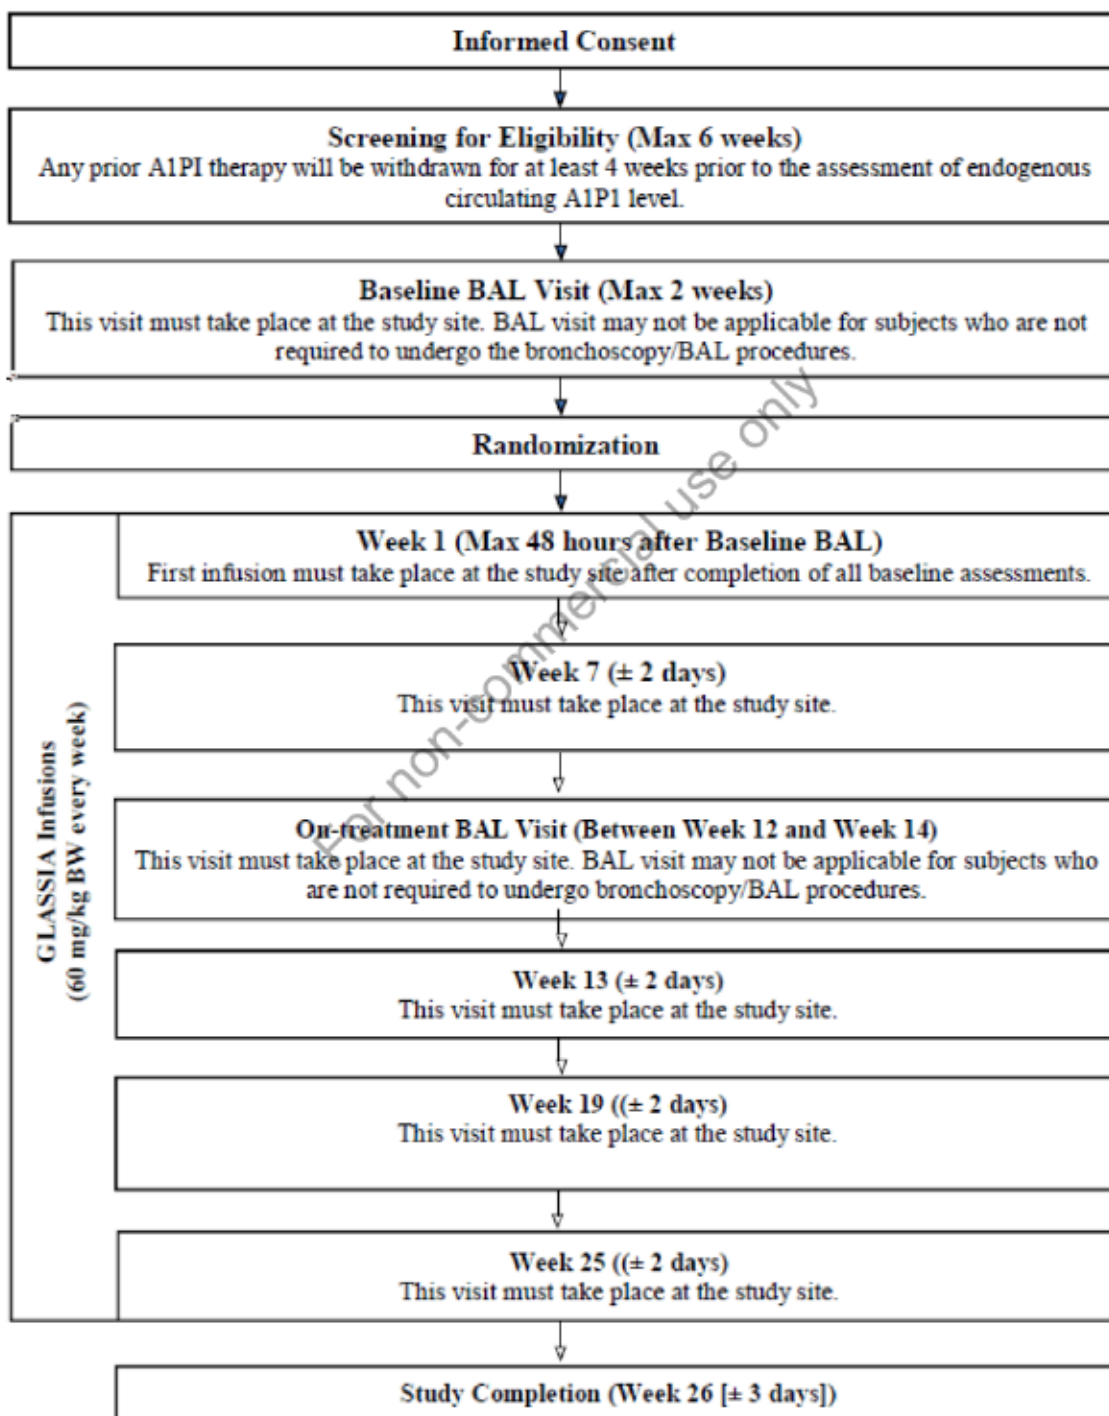 Informed Consent
Screening for Eligibility (Max 6 weeks)
Any prior A1PI therapy will be withdrawn for at least 4 weeks prior to the assessment of endogenous
circulating A1P1 level.
Baseline BAL Visit (Max 2 weeks)
This visit must take place at the study site. BAL visit may not be applicable for subjects who are not
required to undergo the bronchoscopy/BAL procedures.
Randomization
Week 1 (Max 48 hours after Baseline BAL)
First infusion must take place at the study site after completion of all baseline assessments.
Week 7 (± 2 days)
This visit must take place at the study site.
On-treatment BAL Visit (Between Week 12 and Week 14)
This visit must take place at the study site. BAL visit may not be applicable for subjects who
are not required to undergo bronchoscopy/BAL procedures.
Week 13 (± 2 days)
This visit must take place at the study site.
Week 19 ((± 2 days)
This visit must take place at the study site.
Week 25 ((± 2 days)
This visit must take place at the study site.
GLASSIA Infusions
(60 mg/kg BW every week)
Study Completion (Week 26 [± 3 days])
For non-commercial use only